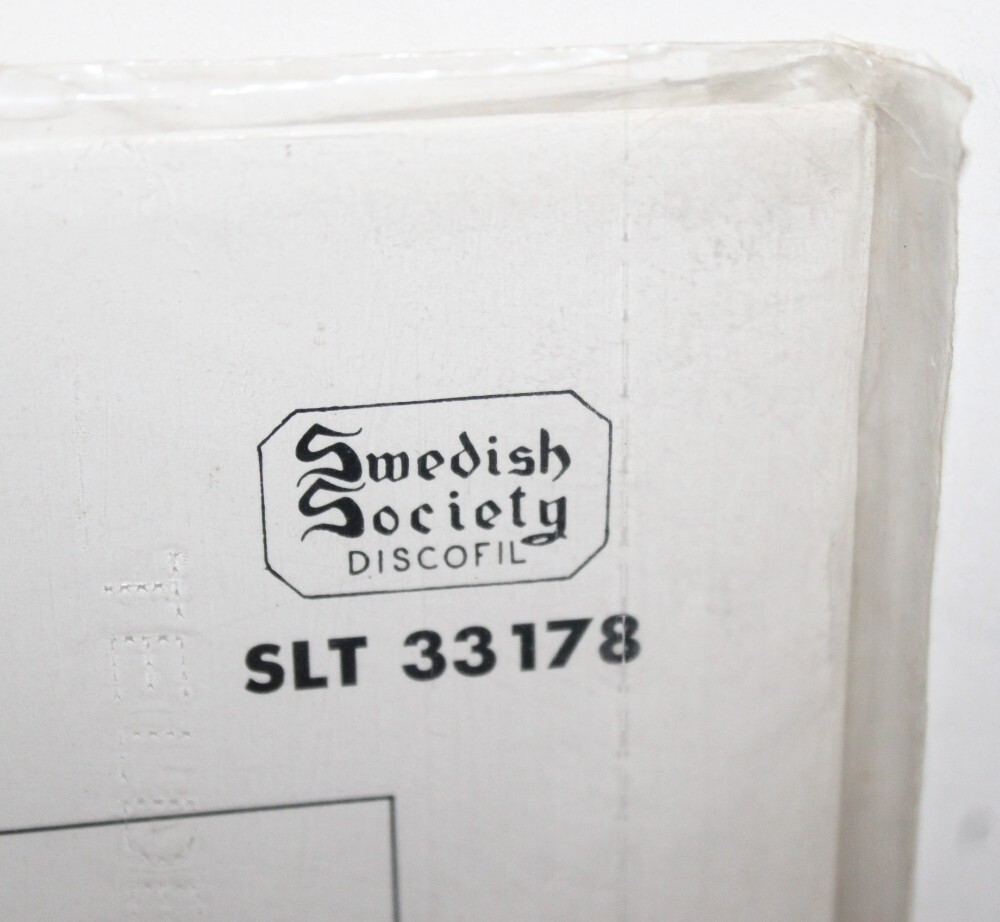 Swedish
Society
DISCOFIL
SLT 33178